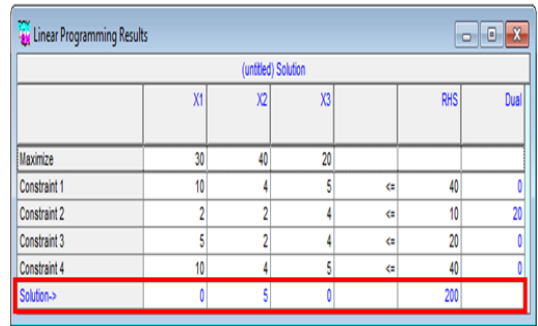 Linear Programming Results
(untitled) Solution
X1 X2 X3 RHS Dual
Maximize 30 40 20
Constraint 1 10 4 5 <= 40 0
Constraint 2 2 2 4 <= 10 20
Constraint 3 5 2 4 <= 20 0
Constraint 4 10 4 5 <= 40 0
Solution-> 0 5 0 200